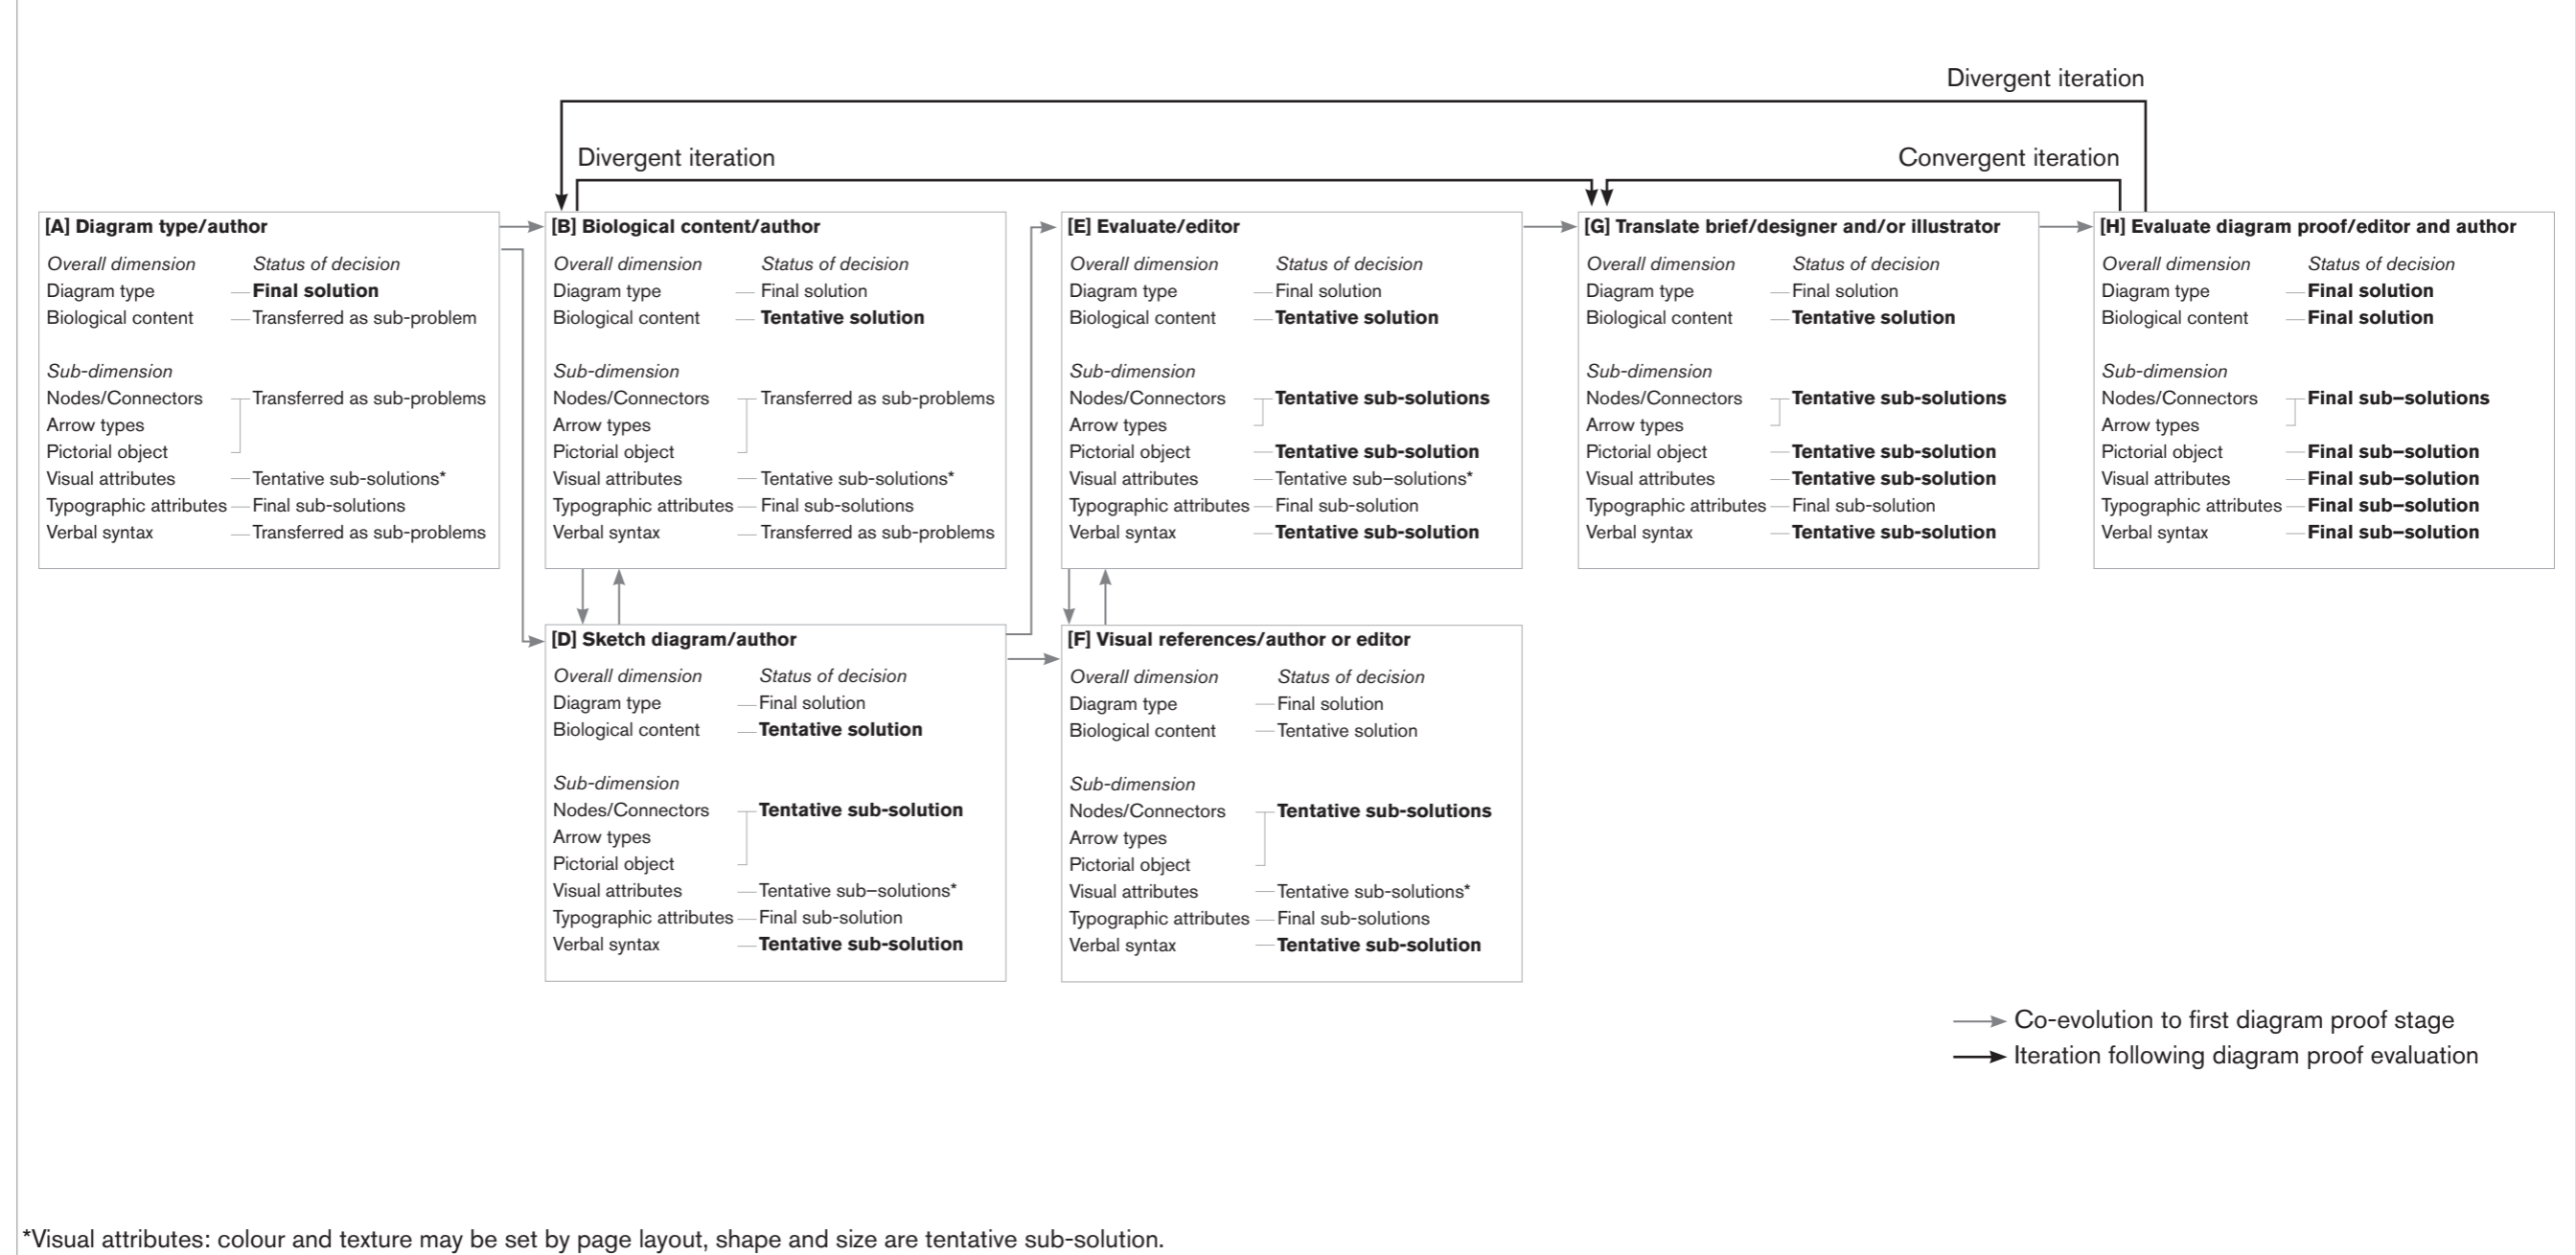 Divergent iteration
Divergent iteration
Convergent iteration
[A] Diagram type/author
Overall dimension Status of decision
Diagram type Final solution
Biological content Transferred as sub-problem
Sub-dimension
Nodes/Connectors Transferred as sub-problems
Arrow types
Pictorial object
Visual attributes Tentative sub-solutions*
Typographic attributes Final sub-solutions
Verbal syntax Transferred as sub-problems
[B] Biological content/author
Overall dimension Status of decision
Diagram type Final solution
Biological content Tentative solution
Sub-dimension
Nodes/Connectors Transferred as sub-problems
Arrow types
Pictorial object
Visual attributes Tentative sub-solutions*
Typographic attributes Final sub-solutions
Verbal syntax Transferred as sub-problems
[E] Evaluate/editor
Overall dimension Status of decision
Diagram type Final solution
Biological content Tentative solution
Sub-dimension
Nodes/Connectors Tentative sub-solutions
Arrow types
Pictorial object Tentative sub-solution
Visual attributes Tentative sub–solutions*
Typographic attributes Final sub-solution
Verbal syntax Tentative sub-solution
[G] Translate brief/designer and/or illustrator
Overall dimension Status of decision
Diagram type Final solution
Biological content Tentative solution
Sub-dimension
Nodes/Connectors Tentative sub-solutions
Arrow types
Pictorial object Tentative sub-solution
Visual attributes Tentative sub-solution
Typographic attributes Final sub-solution
Verbal syntax Tentative sub-solution
[H] Evaluate diagram proof/editor and author
Overall dimension Status of decision
Diagram type Final solution
Biological content Final solution
Sub-dimension
Nodes/Connectors Final sub–solutions
Arrow types
Pictorial object Final sub–solution
Visual attributes Final sub–solution
Typographic attributes Final sub–solution
Verbal syntax Final sub–solution
[D] Sketch diagram/author
Overall dimension Status of decision
Diagram type Final solution
Biological content Tentative solution
Sub-dimension
Nodes/Connectors Tentative sub-solution
Arrow types
Pictorial object
Visual attributes Tentative sub–solutions*
Typographic attributes Final sub-solution
Verbal syntax Tentative sub-solution
[F] Visual references/author or editor
Overall dimension Status of decision
Diagram type Final solution
Biological content Tentative solution
Sub-dimension
Nodes/Connectors Tentative sub-solutions
Arrow types
Pictorial object
Visual attributes Tentative sub-solutions*
Typographic attributes Final sub-solutions
Verbal syntax Tentative sub-solution
Co-evolution to first diagram proof stage
Iteration following diagram proof evaluation
*Visual attributes: colour and texture may be set by page layout, shape and size are tentative sub-solution.